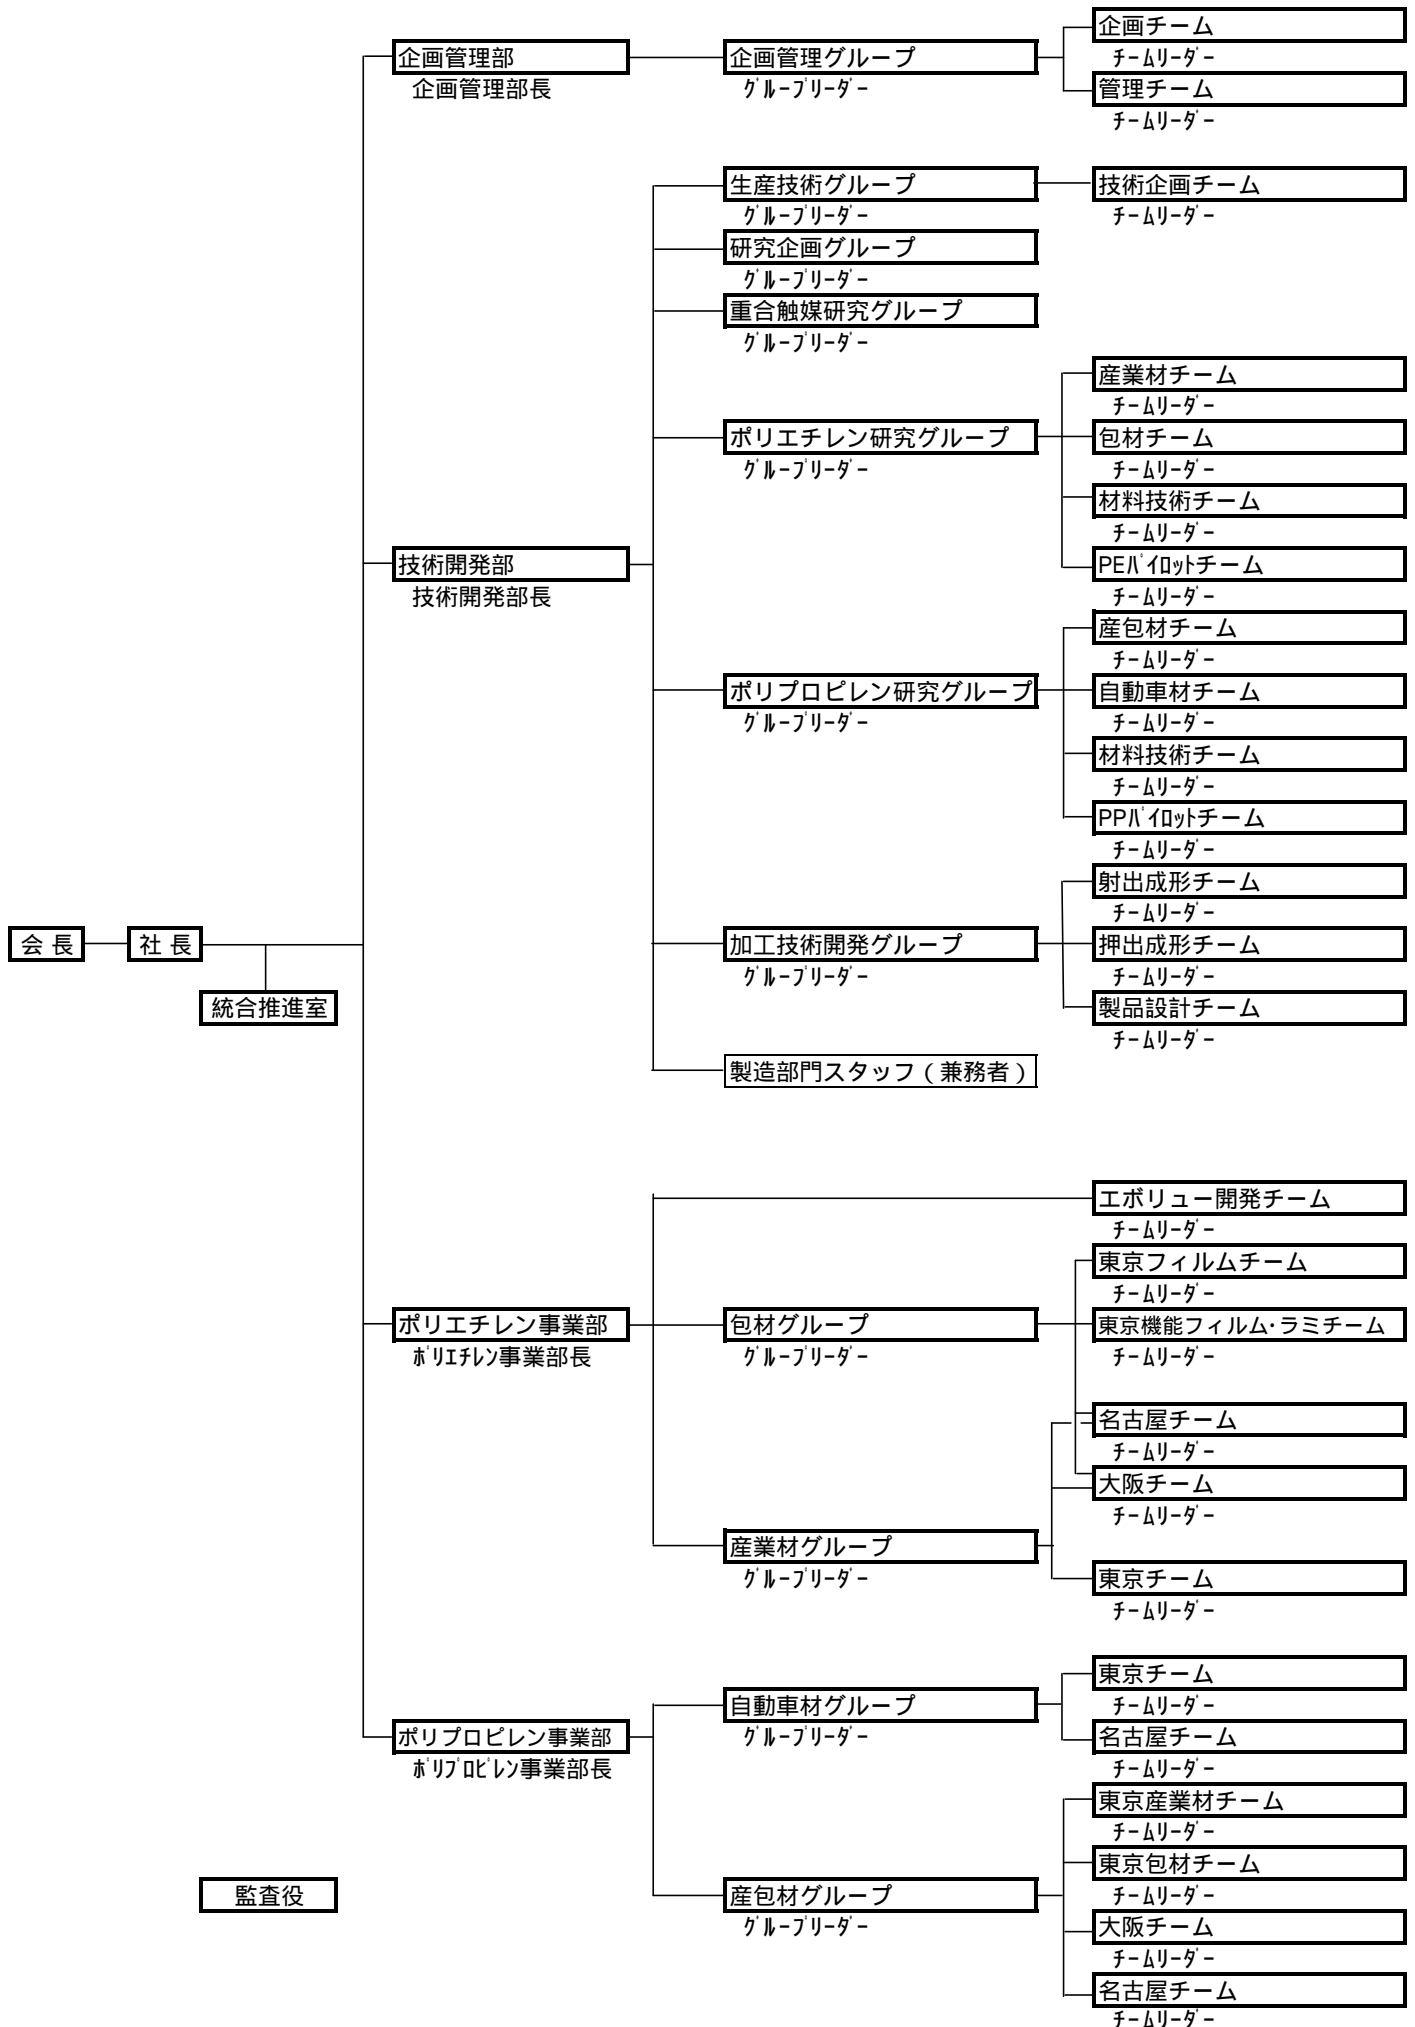 企画チーム
企画管理部
企画管理グループ
ﾁｰﾑﾘｰﾀﾞｰ
企画管理部長
ｸﾞﾙｰﾌﾟﾘｰﾀﾞｰ
管理チーム
ﾁｰﾑﾘｰﾀﾞｰ
生産技術グループ
技術企画チーム
ｸﾞﾙｰﾌﾟﾘｰﾀﾞｰ
ﾁｰﾑﾘｰﾀﾞｰ
研究企画グループ
ｸﾞﾙｰﾌﾟﾘｰﾀﾞｰ
重合触媒研究グループ
ｸﾞﾙｰﾌﾟﾘｰﾀﾞｰ
産業材チーム
ﾁｰﾑﾘｰﾀﾞｰ
ポリエチレン研究グループ
包材チーム
ｸﾞﾙｰﾌﾟﾘｰﾀﾞｰ
ﾁｰﾑﾘｰﾀﾞｰ
材料技術チーム
ﾁｰﾑﾘｰﾀﾞｰ
技術開発部
PEﾊﾟｲﾛｯﾄチーム
技術開発部長
ﾁｰﾑﾘｰﾀﾞｰ
産包材チーム
ﾁｰﾑﾘｰﾀﾞｰ
ポリプロピレン研究グループ
自動車材チーム
ｸﾞﾙｰﾌﾟﾘｰﾀﾞｰ
ﾁｰﾑﾘｰﾀﾞｰ
材料技術チーム
ﾁｰﾑﾘｰﾀﾞｰ
PPﾊﾟｲﾛｯﾄチーム
ﾁｰﾑﾘｰﾀﾞｰ
射出成形チーム
ﾁｰﾑﾘｰﾀﾞｰ
会 長
社 長
加工技術開発グループ
押出成形チーム
ｸﾞﾙｰﾌﾟﾘｰﾀﾞｰ
ﾁｰﾑﾘｰﾀﾞｰ
統合推進室
製品設計チーム
ﾁｰﾑﾘｰﾀﾞｰ
製造部門スタッフ（兼務者）
エボリュー開発チーム
ﾁｰﾑﾘｰﾀﾞｰ
東京フィルムチーム
ﾁｰﾑﾘｰﾀﾞｰ
ポリエチレン事業部
包材グループ
東京機能フィルム･ラミチーム
ﾎﾟﾘｴﾁﾚﾝ事業部長
ｸﾞﾙｰﾌﾟﾘｰﾀﾞｰ
ﾁｰﾑﾘｰﾀﾞｰ
名古屋チーム
ﾁｰﾑﾘｰﾀﾞｰ
大阪チーム
ﾁｰﾑﾘｰﾀﾞｰ
産業材グループ
ｸﾞﾙｰﾌﾟﾘｰﾀﾞｰ
東京チーム
ﾁｰﾑﾘｰﾀﾞｰ
東京チーム
自動車材グループ
ﾁｰﾑﾘｰﾀﾞｰ
ポリプロピレン事業部
ｸﾞﾙｰﾌﾟﾘｰﾀﾞｰ
名古屋チーム
ﾎﾟﾘﾌﾟﾛﾋﾟﾚﾝ事業部長
ﾁｰﾑﾘｰﾀﾞｰ
東京産業材チーム
ﾁｰﾑﾘｰﾀﾞｰ
東京包材チーム
監査役
産包材グループ
ﾁｰﾑﾘｰﾀﾞｰ
ｸﾞﾙｰﾌﾟﾘｰﾀﾞｰ
大阪チーム
ﾁｰﾑﾘｰﾀﾞｰ
名古屋チーム
ﾁｰﾑﾘｰﾀﾞｰ